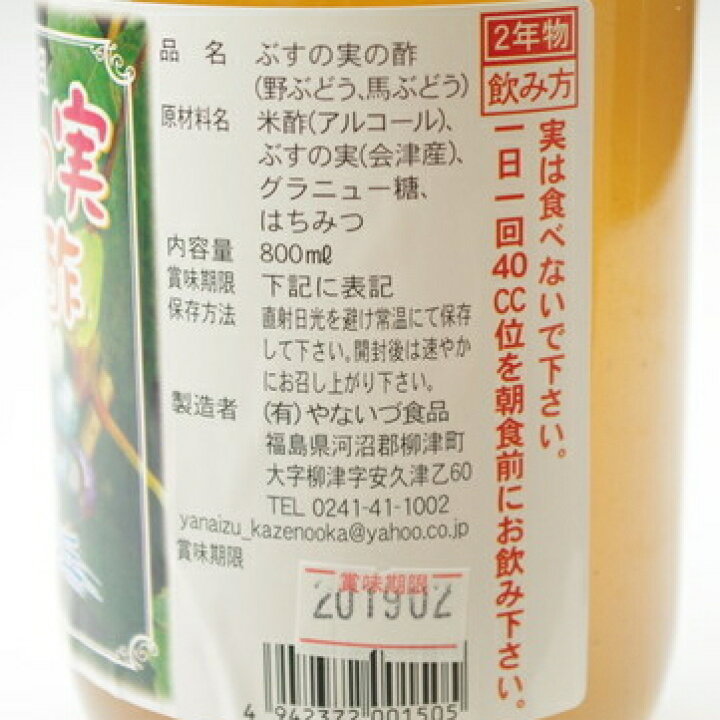 品名 ぶすの実の酢
(野ぶどう、馬ぶどう)
原材料名 米酢(アルコール)、
ぶすの実(会津産)、
グラニュー糖、
はちみつ
内容量 800ml
賞味期限 下記に表記
保存方法 直射日光を避け常温にて保存
して下さい。開封後は速やか
にお召し上がり下さい。
製造者 (有)やないづ食品
福島県河沼郡柳津町
大字柳津字安久津乙60
TEL 0241-41-1002
yanaizu_kazenooka@yahoo.co.jp
賞味期限
賞味期限
201902
4 942372 001505
2年物
飲み方
実は食べないで下さい。
一日一回40CC位を朝食前にお飲み下さい。
実
酢